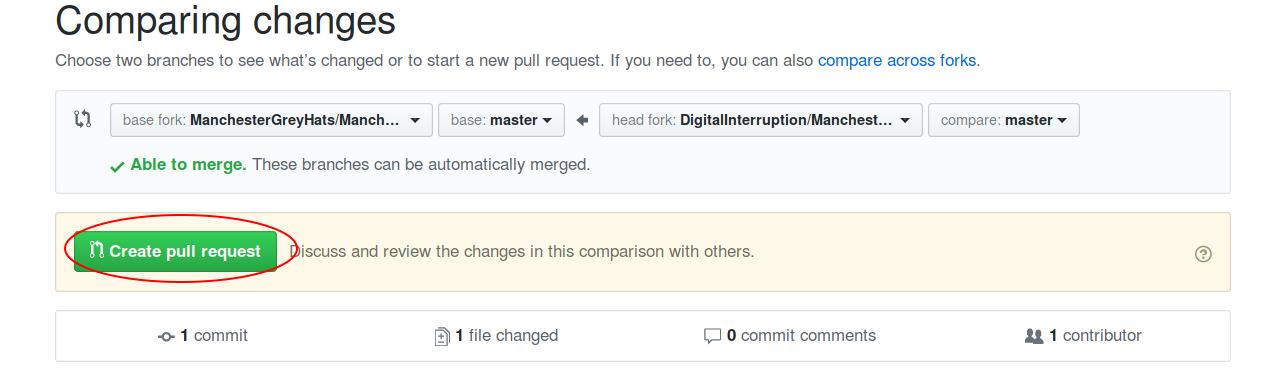 Comparing changes
Choose two branches to see what's changed or to start a new pull request. If you need to, you can also compare across forks.
base fork: ManchesterGreyHats/Manch... base: master head fork: DigitalInterruption/Manchest... compare: master
Able to merge. These branches can be automatically merged.
Create pull request Discuss and review the changes in this comparison with others.
1 commit 1 file changed 0 commit comments 1 contributor